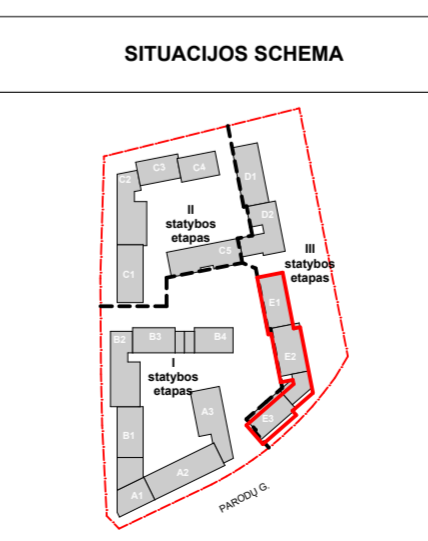 SITUACIJOS SCHEMA
C2
C3
C4
D1
II
statybos
etapas
D2
C5
III
statybos
etapas
C1
E1
B2
B3
B4
I
statybos
etapas
E2
A3
E3
B1
A2
A1
PARODŲ G.